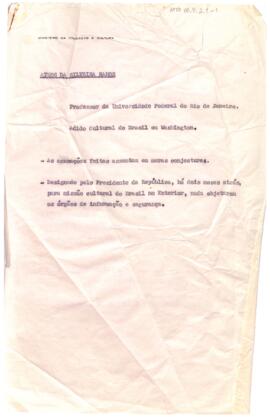 ATHOS DA SILVEIRA RAMOS
Professor da Universidade Federal do Rio de Janeiro.
Adido Cultural do Brasil em Washington.
- As acusações feitas assentam em meras conjecturas.
- Designado pelo Presidente da República, há dois meses atrás,
para missão cultural do Brasil no Exterior, nada objetaram
os órgãos de informação e segurança.